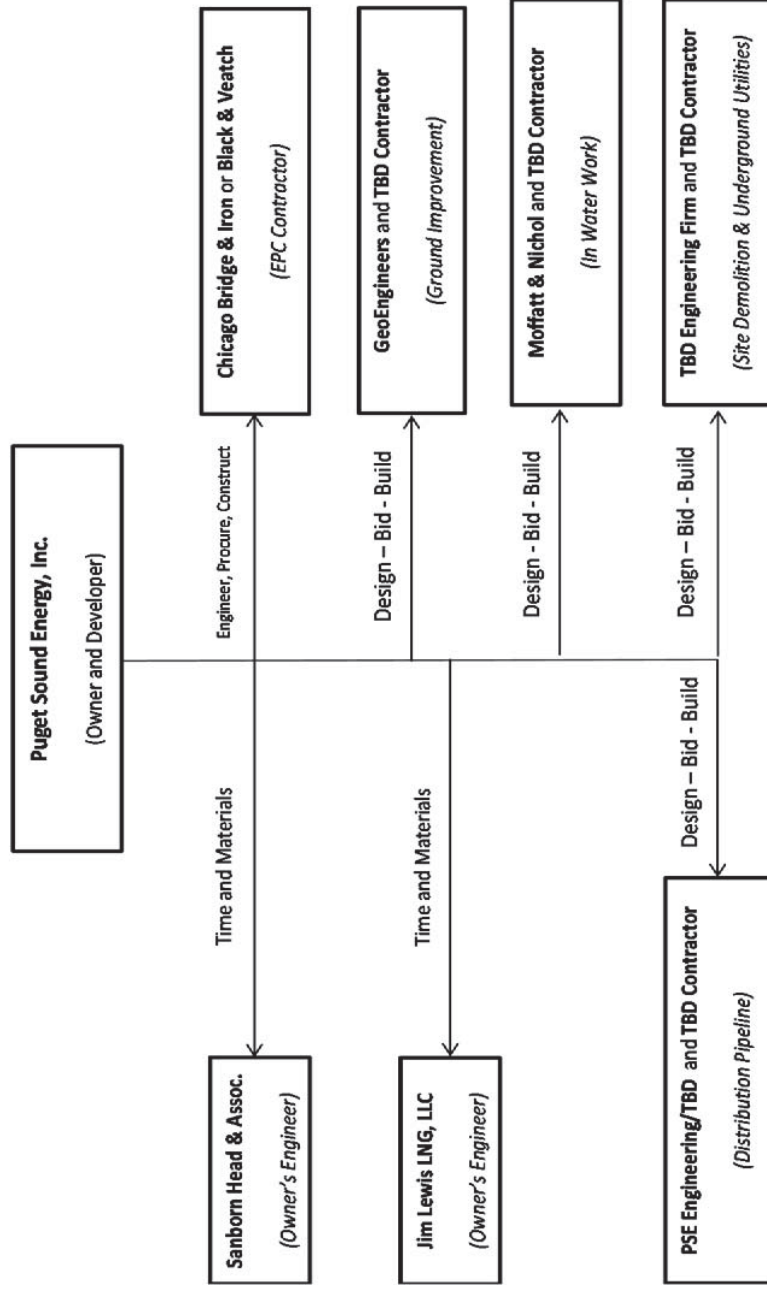 Puget Sound Energy, Inc.
(Owner and Developer)
Time and Materials
Engineer, Procure, Construct
Sanborn Head & Assoc.
(Owner's Engineer)
Chicago Bridge & Iron or Black & Veatch
(EPC Contractor)
Design – Bid - Build
GeoEngineers and TBD Contractor
(Ground Improvement)
Time and Materials
Jim Lewis LNG, LLC
(Owner's Engineer)
Design - Bid - Build
Moffatt & Nichol and TBD Contractor
(In Water Work)
Design – Bid - Build
TBD Engineering Firm and TBD Contractor
(Site Demolition & Underground Utilities)
Design – Bid - Build
PSE Engineering/TBD and TBD Contractor
(Distribution Pipeline)